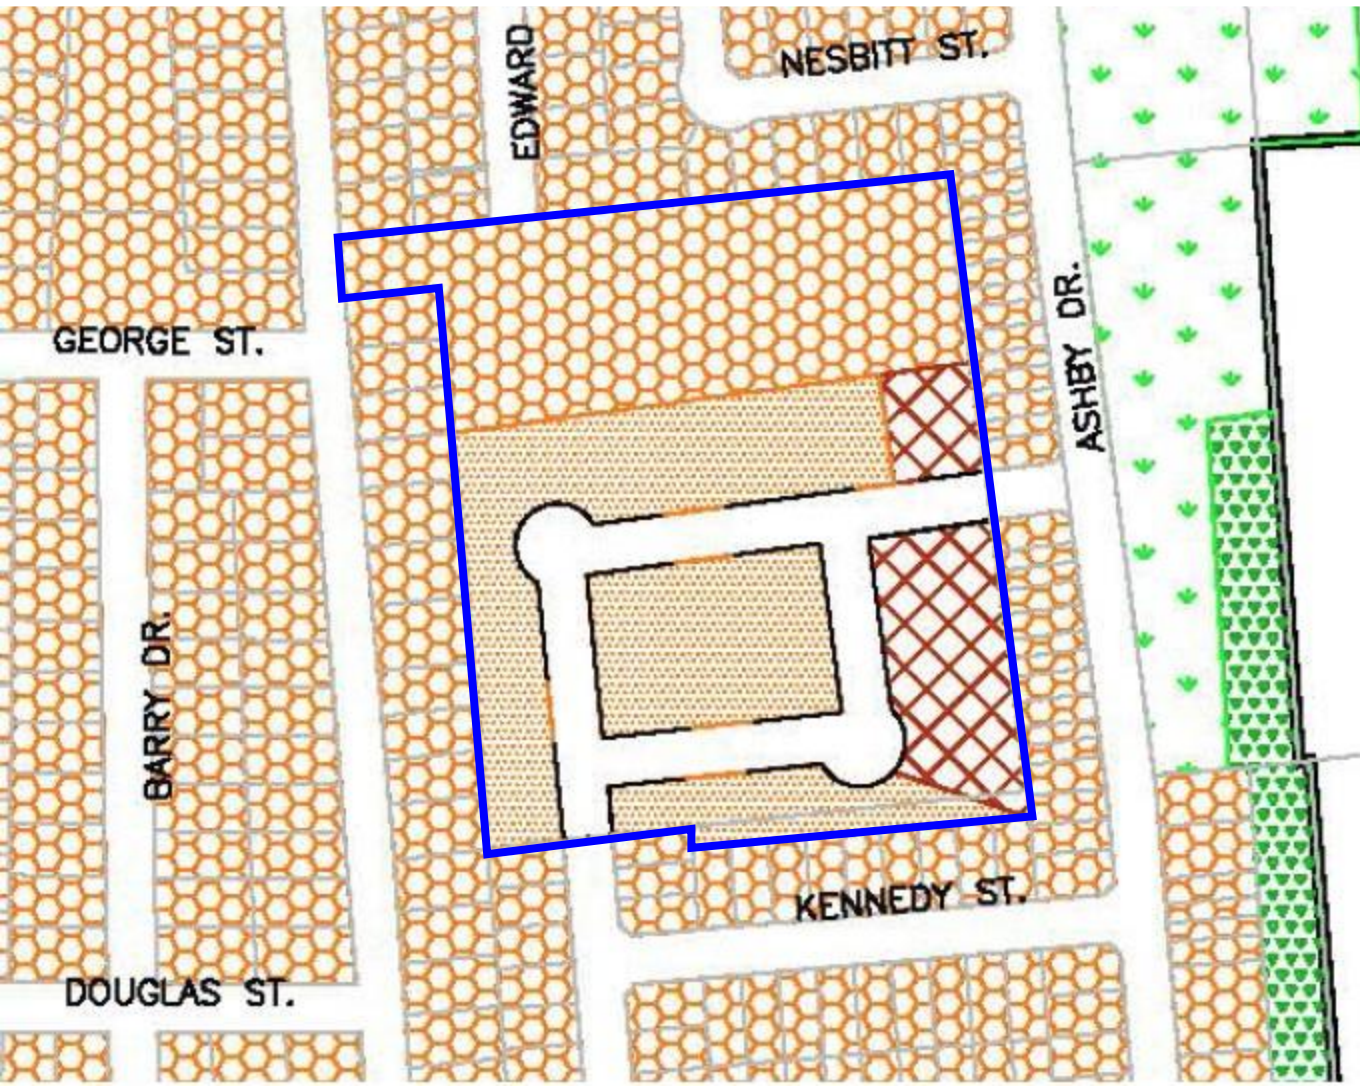 EDWARD
NESBITT ST.
GEORGE ST.
ASHBY DR.
BARRY DR.
KENNEDY ST.
DOUGLAS ST.